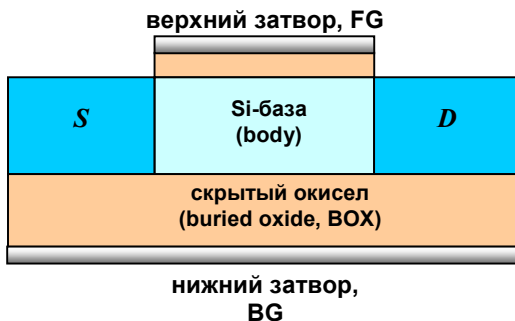 верхний затвор, FG
S
Si-база
(body)
D
скрытый окисел
(buried oxide, BOX)
нижний затвор,
BG